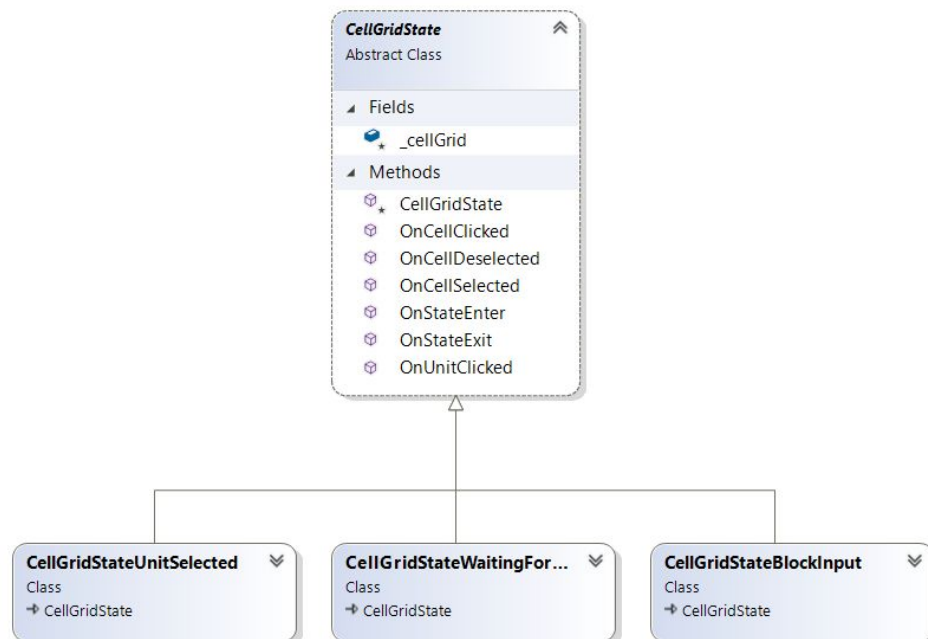 CellGridState
Abstract Class
Fields
_cellGrid
Methods
CellGridState
OnCellClicked
OnCellDeselected
OnCellSelected
OnStateEnter
OnStateExit
OnUnitClicked
CellGridStateUnitSelected
Class
CellGridState
CellGridStateWaitingFor...
Class
CellGridState
CellGridStateBlockInput
Class
CellGridState